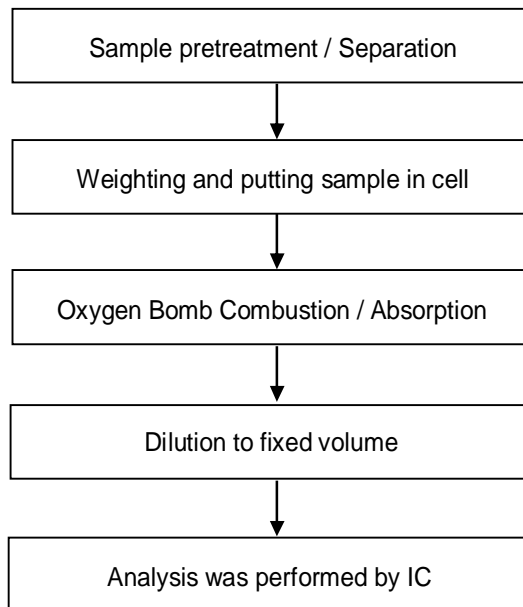 Sample pretreatment / Separation
Weighting and putting sample in cell
Oxygen Bomb Combustion / Absorption
Dilution to fixed volume
Analysis was performed by IC